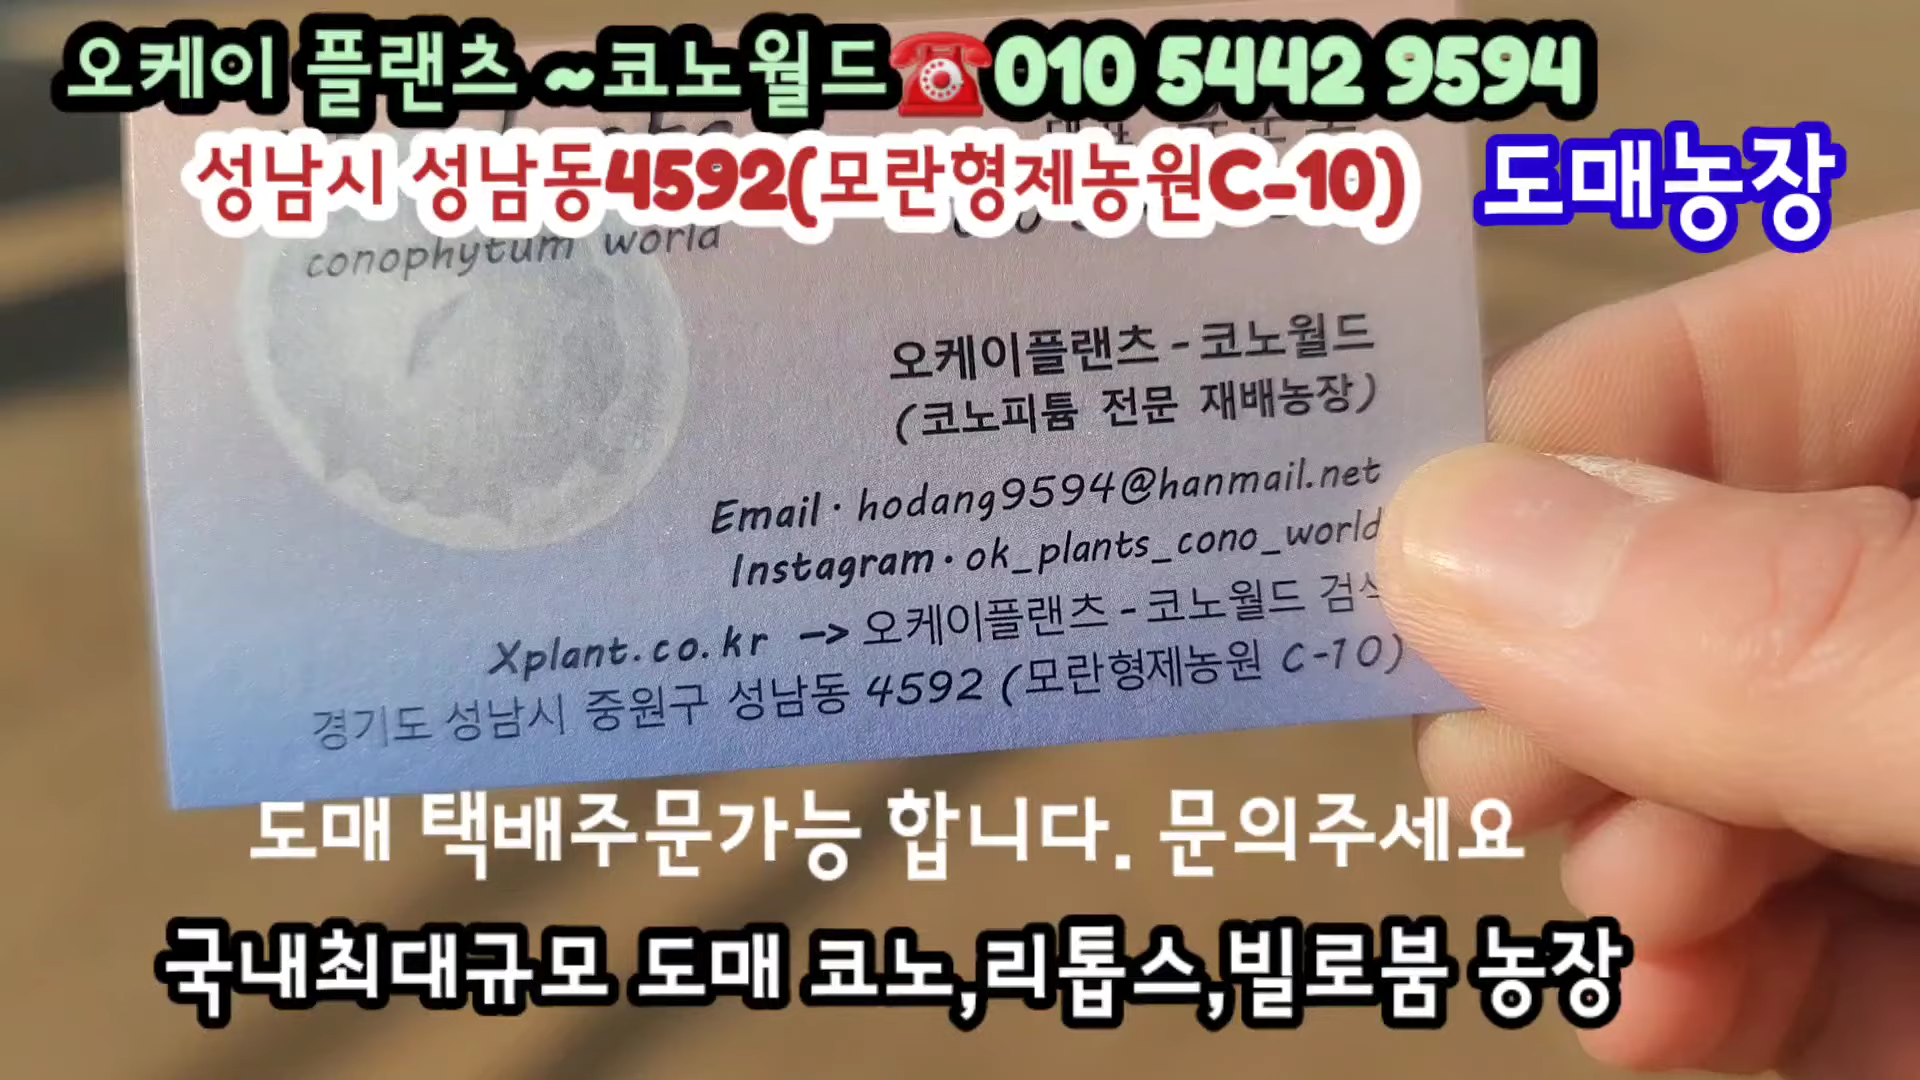 오케이 플랜츠 ~코노월드☎010 5442 9594
성남시 성남동4592(모란형제농원C-10) 도매농장
conophytum world
오케이플랜츠 - 코노월드
(코노피튬 전문 재배농장)
Email · hodang9594@hanmail.net
Instagram · ok_plants_cono_world
Xplant.co.kr --> 오케이플랜츠 - 코노월드
경기도 성남시 중원구 성남동 4592 (모란형제농원 C-10)
도매 택배주문가능 합니다. 문의주세요
국내최대규모 도매 코노,리톱스,빌로붐 농장